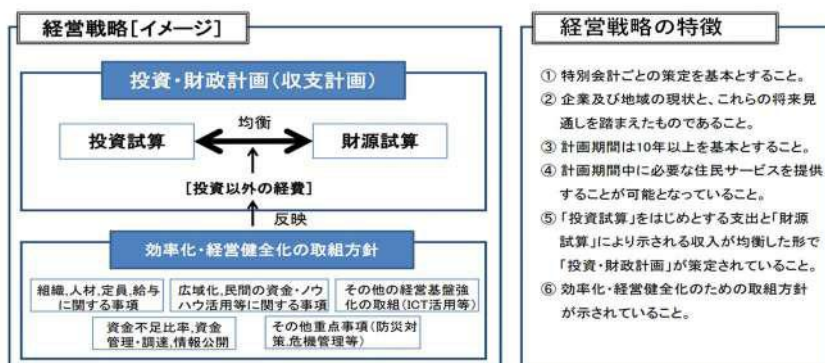 経営戦略[イメージ]
投資・財政計画(収支計画)
投資試算
均衡
財源試算
[投資以外の経費]
反映
効率化・経営健全化の取組方針
組織,人材,定員,給与
に関する事項
広域化,民間の資金・ノウ
ハウ活用等に関する事項
その他の経営基盤強
化の取組(ICT活用等)
資金不足比率,資金
管理・調達,情報公開
その他重点事項(防災対
策,危機管理等)
経営戦略の特徴
① 特別会計ごとの策定を基本とすること。
② 企業及び地域の現状と、これらの将来見
通しを踏まえたものであること。
③ 計画期間は10年以上を基本とすること。
④ 計画期間中に必要な住民サービスを提供
することが可能となっていること。
⑤ 「投資試算」をはじめとする支出と「財源
試算」により示される収入が均衡した形で
「投資・財政計画」が策定されていること。
⑥ 効率化・経営健全化のための取組方針
が示されていること。